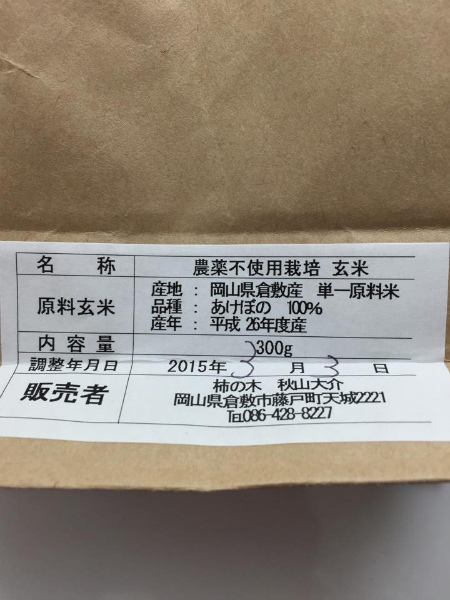 名称 農薬不使用栽培 玄米
原料玄米 産地 : 岡山県倉敷産 単一原料米
品種 : あけぼの 100%
産年 : 平成 26年度産
内容量 300g
調整年月日 2015年 3 月 3 日
販売者 柿の木 秋山大介
岡山県倉敷市藤戸町天城2221
TEL086-428-8227